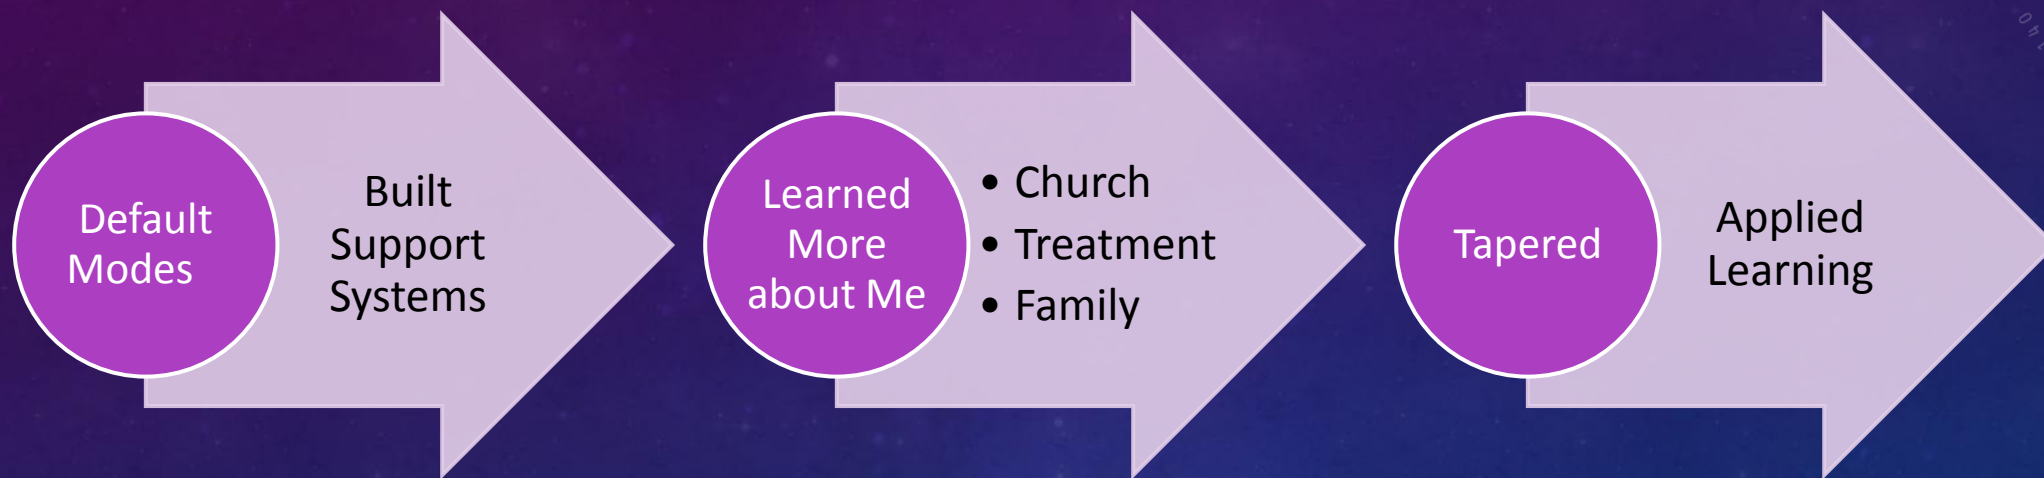 Default
Modes
Built
Support
Systems
Learned
More
about Me
• Church
• Treatment
• Family
Tapered
Applied
Learning